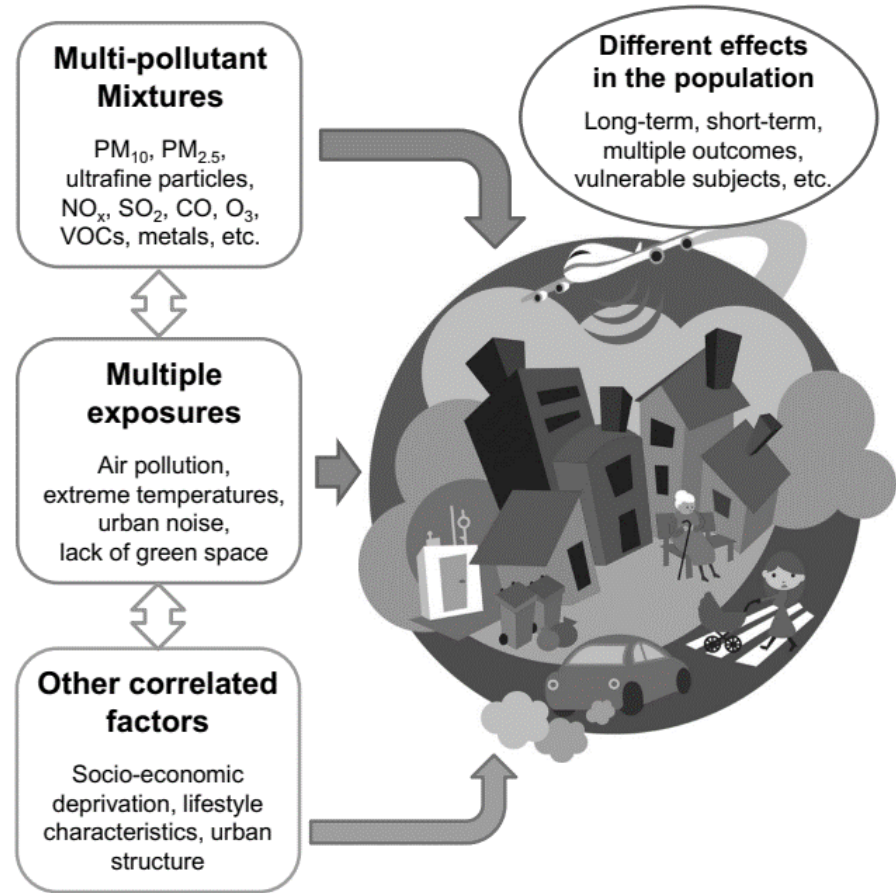 Multi-pollutant
Mixtures
PM₁₀, PM₂.₅,
ultrafine particles,
NOₓ, SO₂, CO, O₃,
VOCs, metals, etc.
Different effects
in the population
Long-term, short-term,
multiple outcomes,
vulnerable subjects, etc.
Multiple
exposures
Air pollution,
extreme temperatures,
urban noise,
lack of green space
Other correlated
factors
Socio-economic
deprivation, lifestyle
characteristics, urban
structure